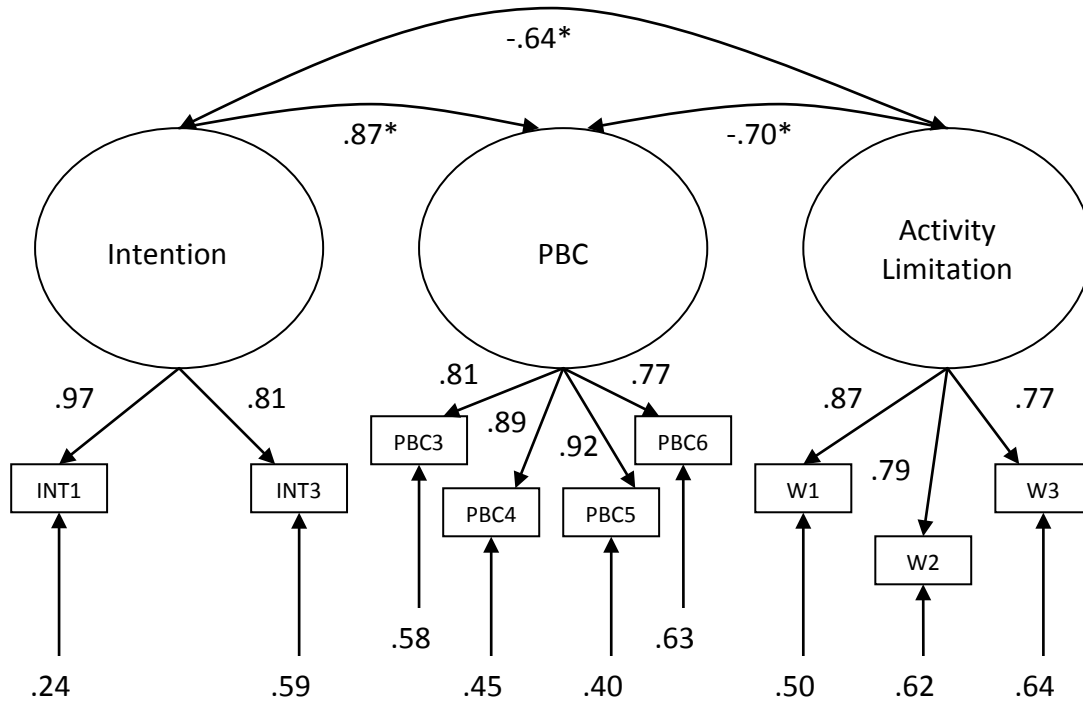 -.64*
.87*
-.70*
Intention
PBC
Activity
Limitation
.97
.81
.81
.89
.92
.77
.87
.79
.77
INT1
INT3
PBC3
PBC4
PBC5
PBC6
W1
W2
W3
.24
.59
.58
.45
.40
.63
.50
.62
.64